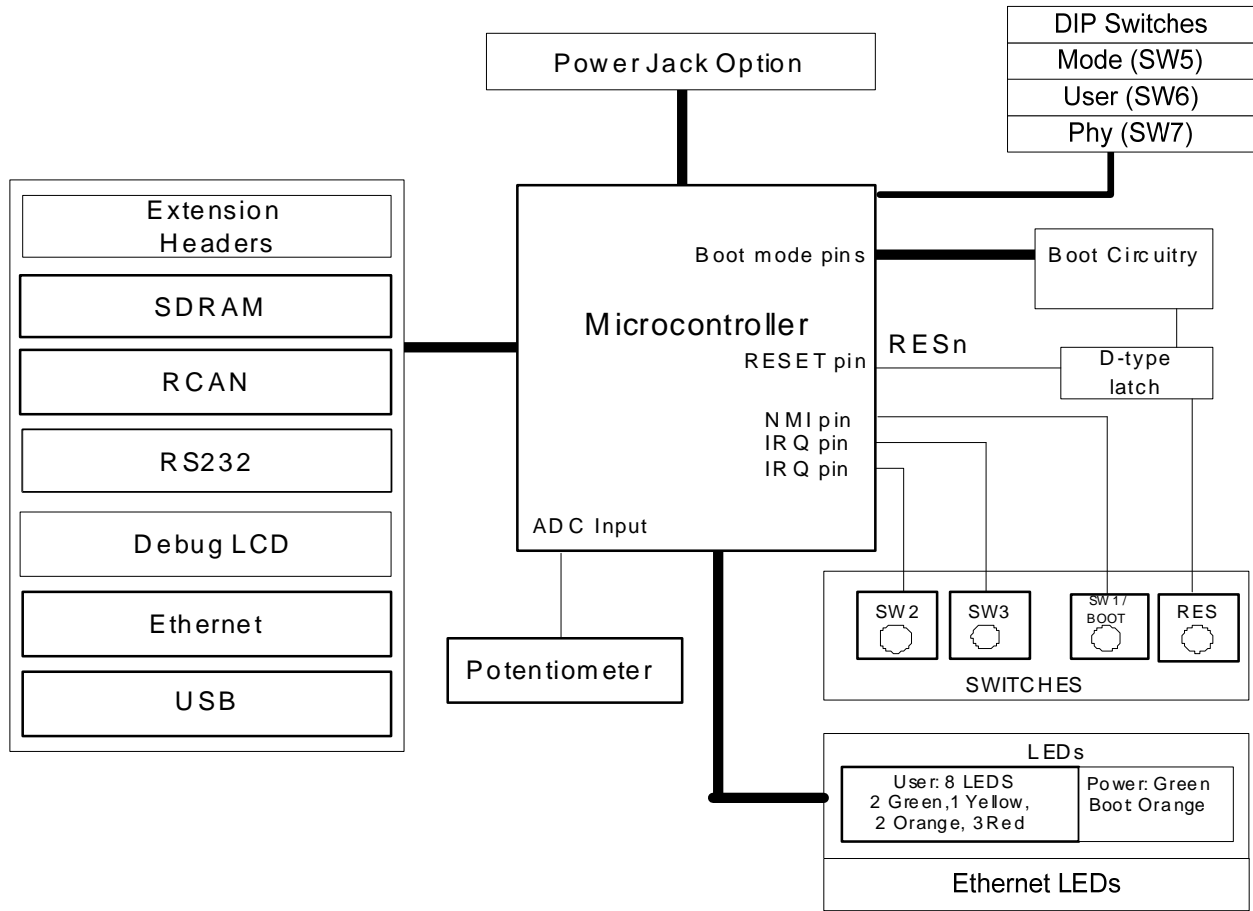 DIP Switches
Mode (SW5)
User (SW6)
Phy (SW7)
Power Jack Option
Extension
Headers
SDRAM
RCAN
RS232
Debug LCD
Ethernet
USB
Boot mode pins
Microcontroller
RESET pin
NMI pin
IRQ pin
IRQ pin
ADC Input
RESn
Boot Circuitry
D-type
latch
Potentiometer
SW2
SW3
SW1/
BOOT
RES
SWITCHES
LEDs
User: 8 LEDS
2 Green,1 Yellow,
2 Orange, 3Red
Power: Green
Boot: Orange
Ethernet LEDs